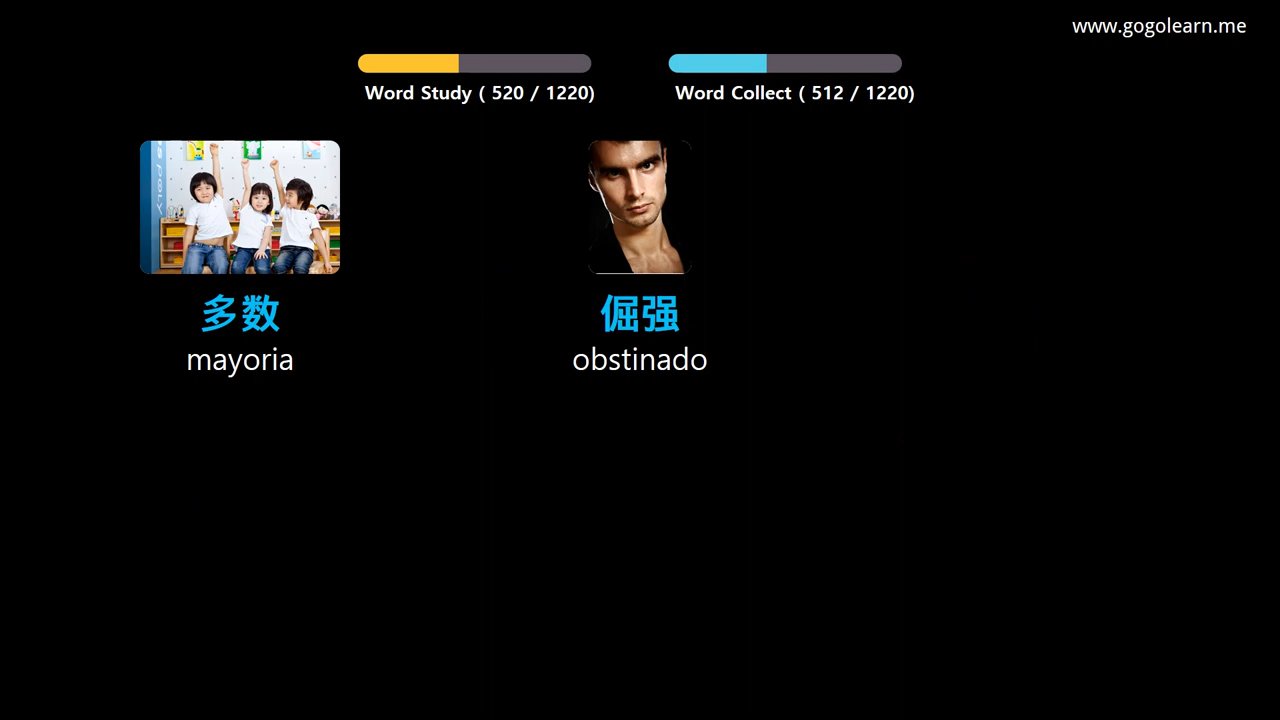 www.gogolearn.me
Word Study ( 520 / 1220)
Word Collect ( 512 / 1220)
多数
mayoria
倔强
obstinado